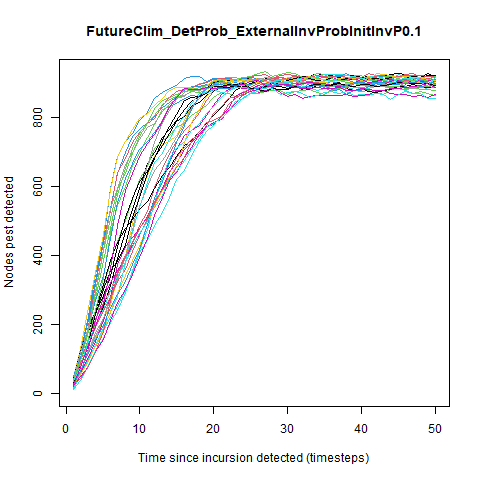 FutureClim_DetProb_ExternalInvProbInitInvP0.1
Nodes pest detected
800
600
400
200
0
0 10 20 30 40 50
Time since incursion detected (timesteps)